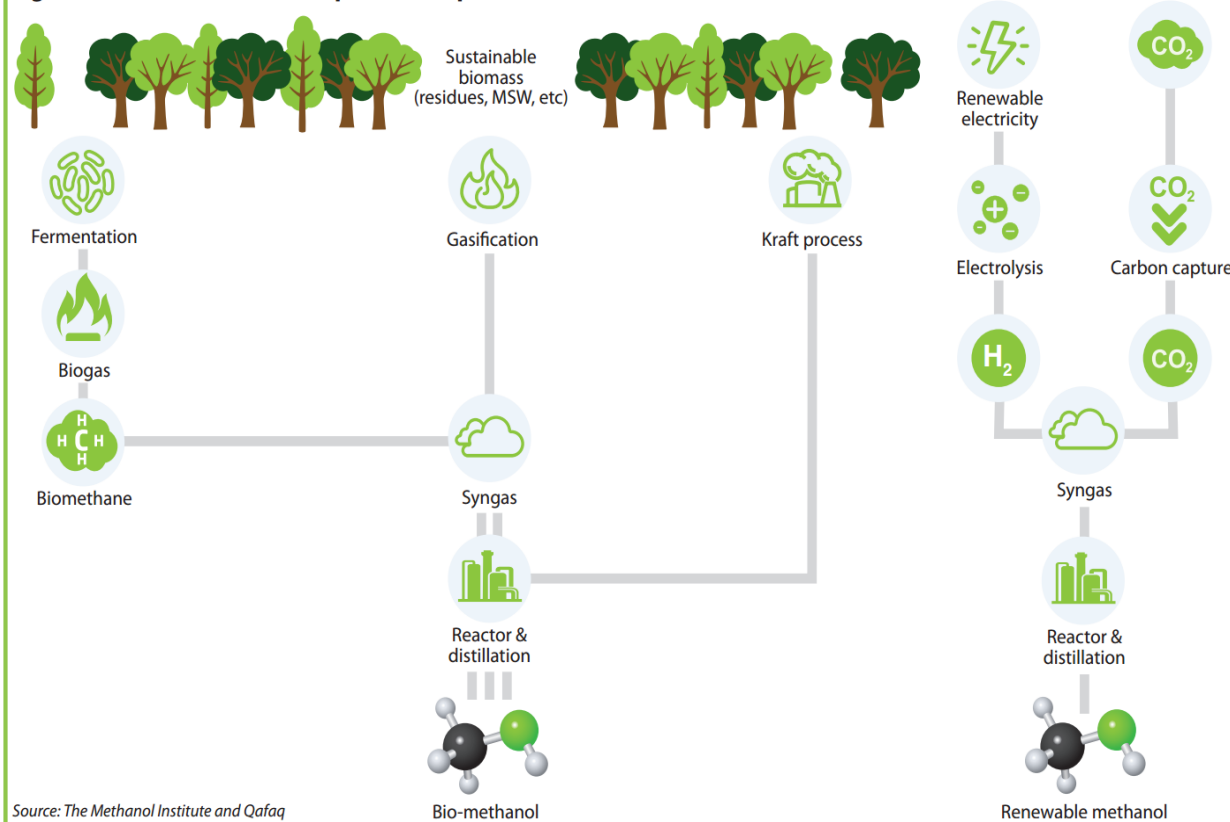 Sustainable
biomass
(residues, MSW, etc)
CO2
Renewable
electricity
CO2
Fermentation
Gasification
Kraft process
Electrolysis
Carbon capture
H2
CO2
Biogas
H
H C H
H
Biomethane
Syngas
Syngas
Reactor &
distillation
Reactor &
distillation
Source: The Methanol Institute and Qafaq
Bio-methanol
Renewable methanol